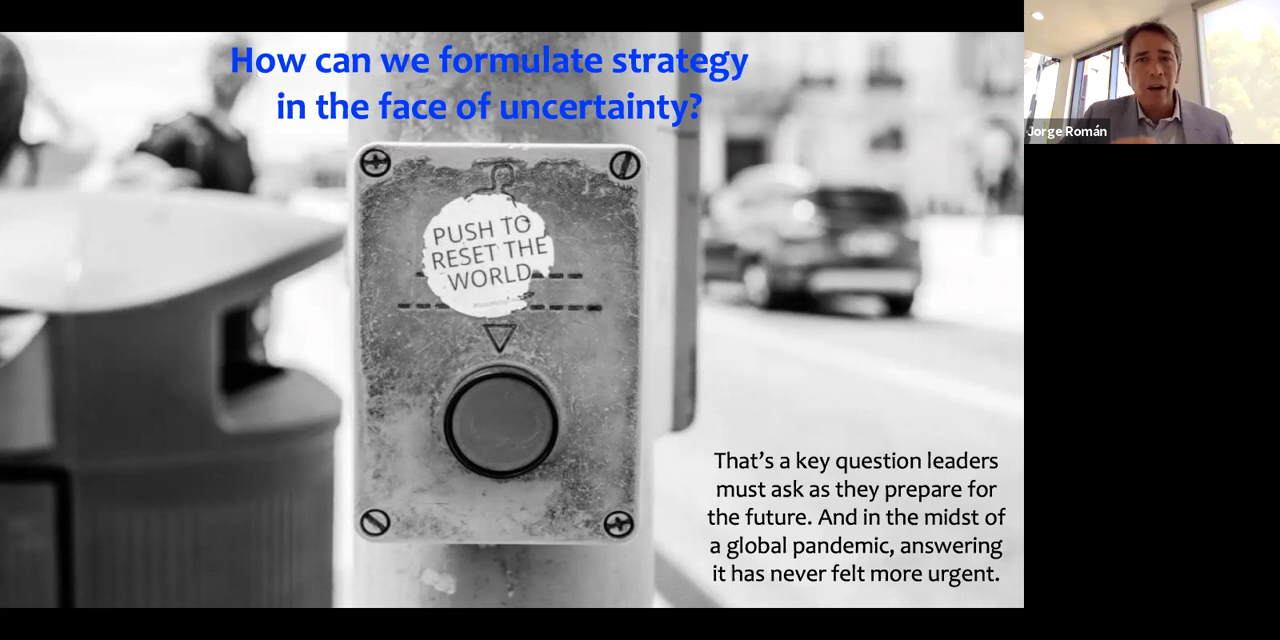 How can we formulate strategy
in the face of uncertainty?
PUSH TO
RESET THE
WORLD
That’s a key question leaders
must ask as they prepare for
the future. And in the midst of
a global pandemic, answering
it has never felt more urgent.
Jorge Román